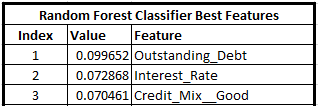 Random Forest Classifier Best Features
Index Value Feature
1 0.099652 Outstanding_Debt
2 0.072868 Interest_Rate
3 0.070461 Credit_Mix__Good